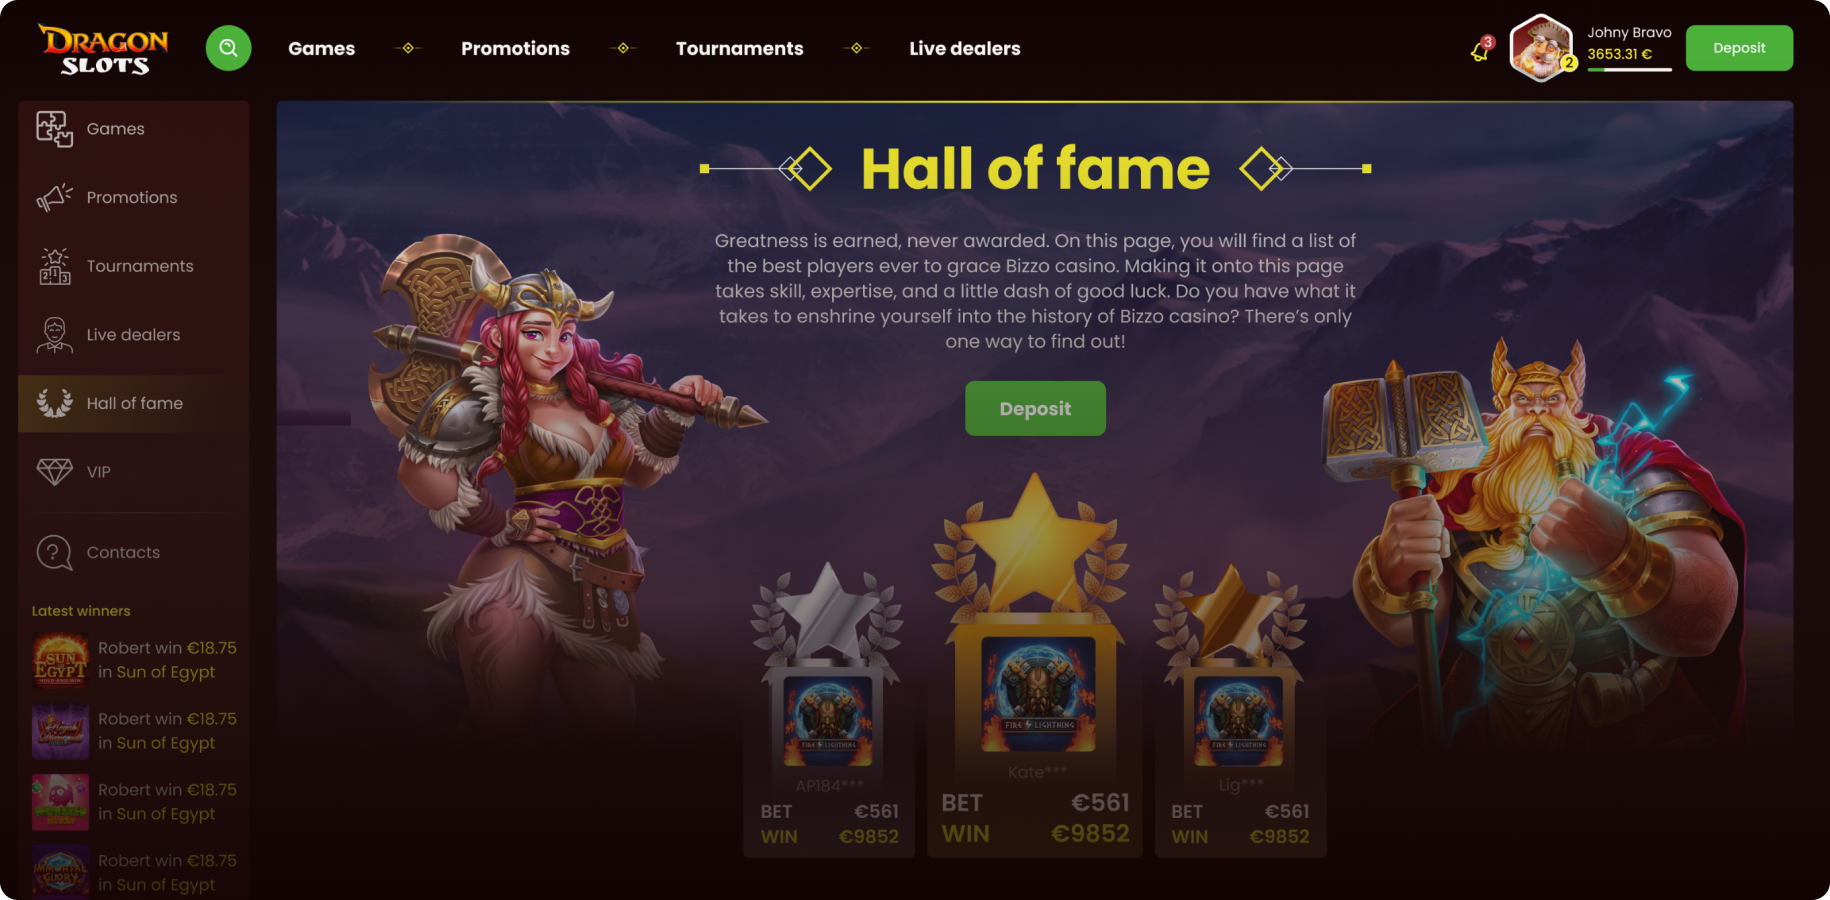 DRAGON
SLOTS
Games
Promotions
Tournaments
Live dealers
3
2
Johny Bravo
3653.31 €
Deposit
Games
Promotions
2 1 3
Tournaments
Live dealers
Hall of fame
VIP
?
Contacts
Latest winners
SUN OF
EGYPT
Robert win €18.75
in Sun of Egypt
Robert win €18.75
in Sun of Egypt
Robert win €18.75
in Sun of Egypt
IMMORTAL
GLORY
Robert win €18.75
in Sun of Egypt
Hall of fame
Greatness is earned, never awarded. On this page, you will find a list of
the best players ever to grace Bizzo casino. Making it onto this page
takes skill, expertise, and a little dash of good luck. Do you have what it
takes to enshrine yourself into the history of Bizzo casino? There’s only
one way to find out!
Deposit
FIRE LIGHTNING
AP184***
BET €561
WIN €9852
FIRE LIGHTNING
Kate***
BET €561
WIN €9852
FIRE LIGHTNING
Lig***
BET €561
WIN €9852